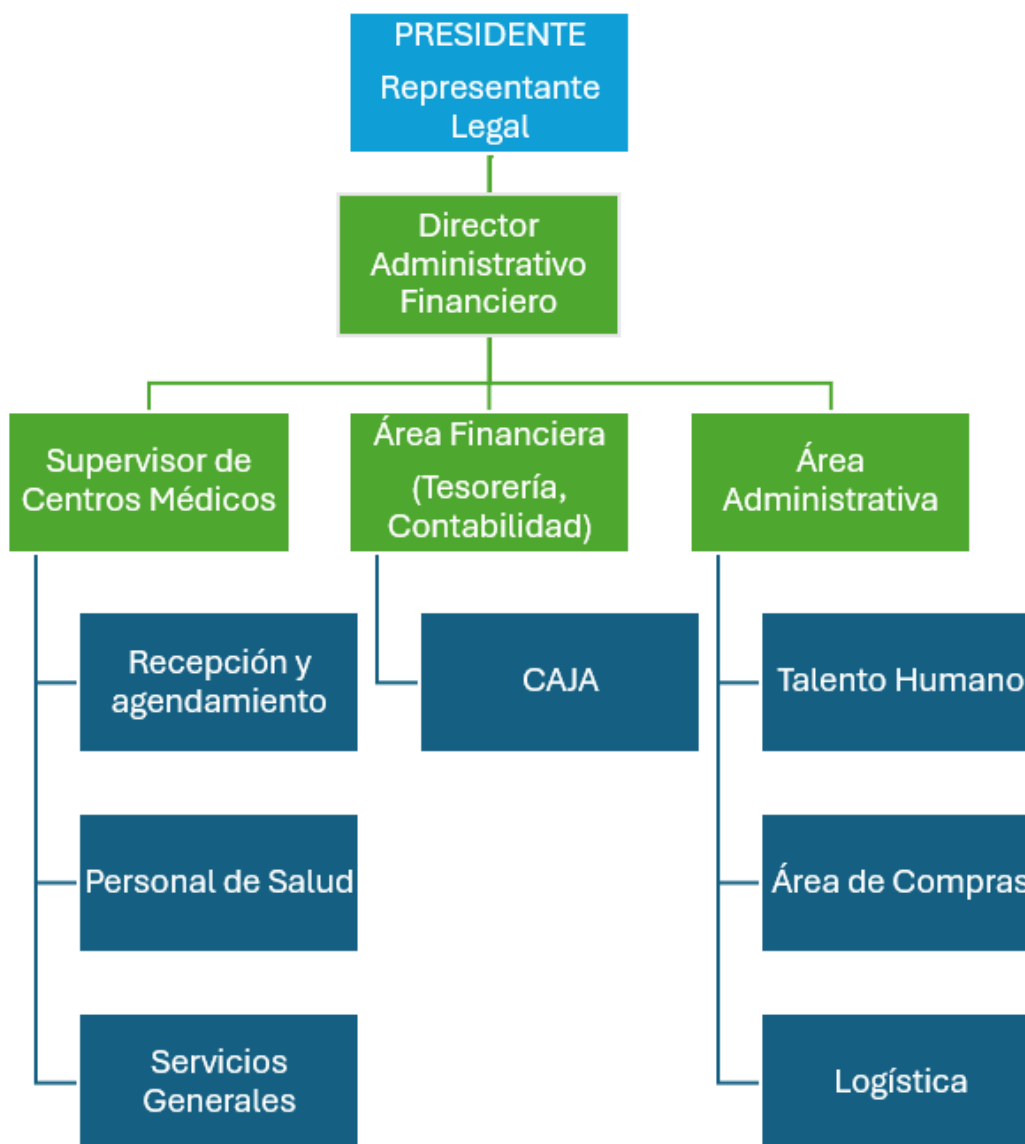 PRESIDENTE
Representante
Legal
Director
Administrativo
Financiero
Supervisor de
Centros Médicos
Área Financiera
(Tesorería,
Contabilidad)
Área
Administrativa
Recepción y
agendamiento
Personal de Salud
Servicios
Generales
CAJA
Talento Humano
Área de Compras
Logística